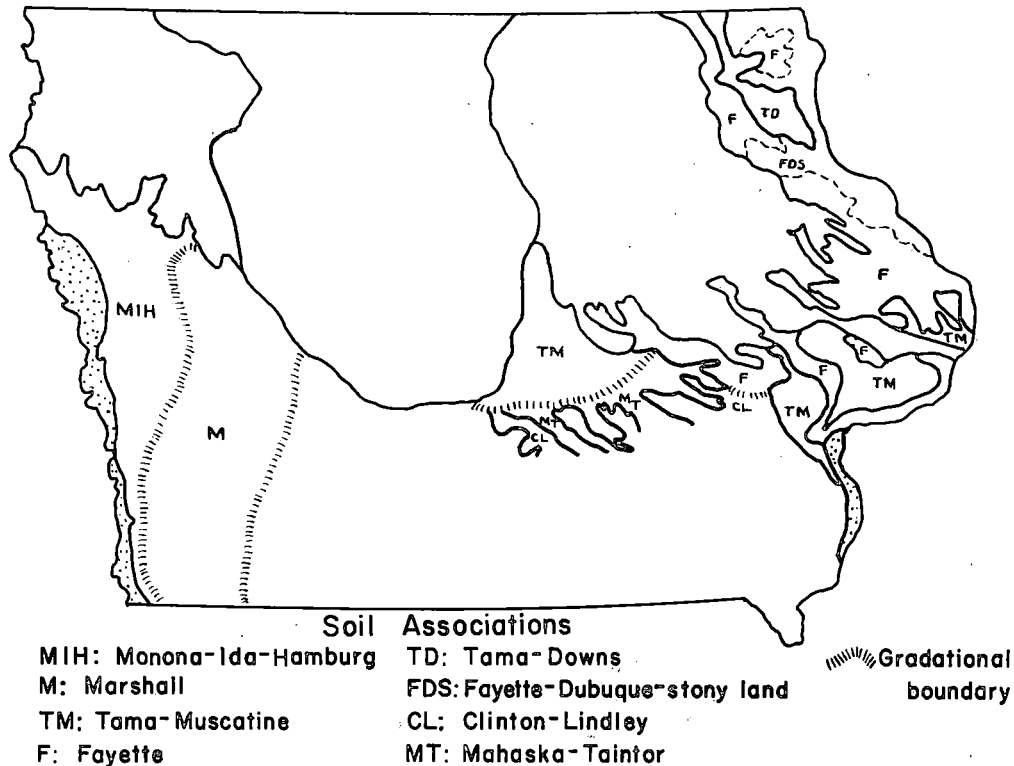 F
F
TD
FDS
MIH
F
TM
TM
F
F
F
TM
M
MT
MT
CL
CL
TM
Soil Associations
MIH: Monona-Ida-Hamburg
TD: Tama-Downs
Gradational
M: Marshall
FDS: Fayette-Dubuque-stony land
boundary
TM: Tama-Muscatine
CL: Clinton-Lindley
F: Fayette
MT: Mahaska-Taintor